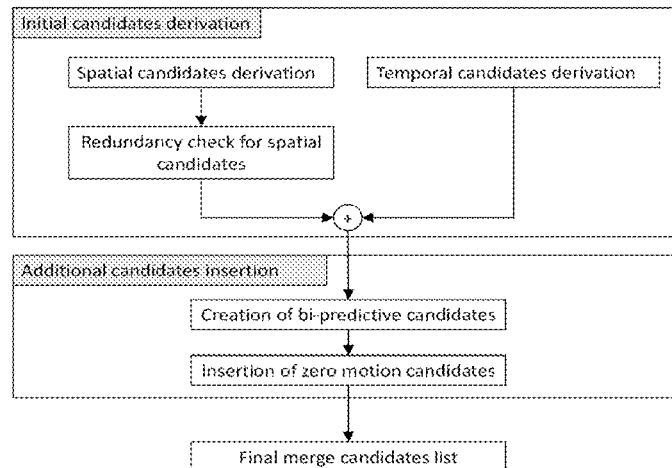 Initial candidates derivation
Spatial candidates derivation
Temporal candidates derivation
Redundancy check for spatial
candidates
+
Additional candidates insertion
Creation of bi-predictive candidates
Insertion of zero motion candidates
Final merge candidates list